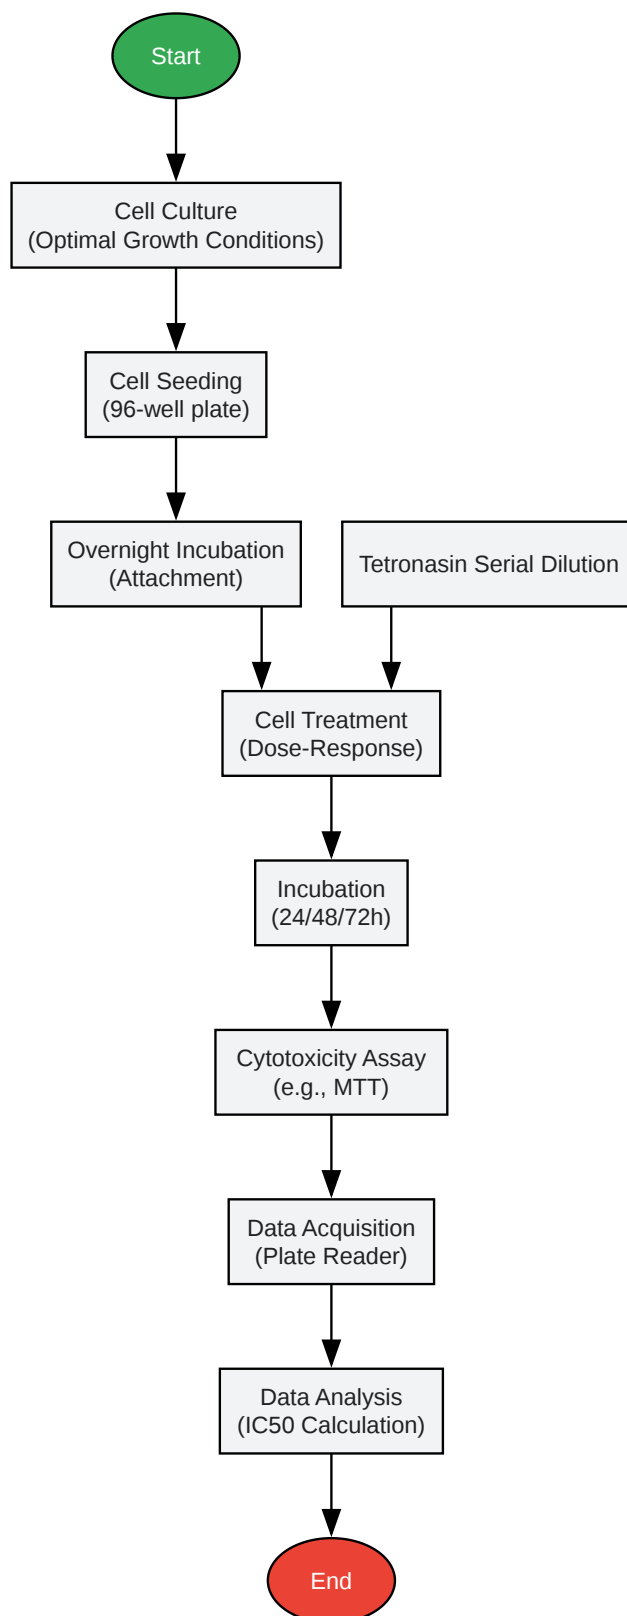 Start
Cell Culture
(Optimal Growth Conditions)
Cell Seeding
(96-well plate)
Overnight Incubation
(Attachment)
Tetronasin Serial Dilution
Cell Treatment
(Dose-Response)
Incubation
(24/48/72h)
Cytotoxicity Assay
(e.g., MTT)
Data Acquisition
(Plate Reader)
Data Analysis
(IC50 Calculation)
End